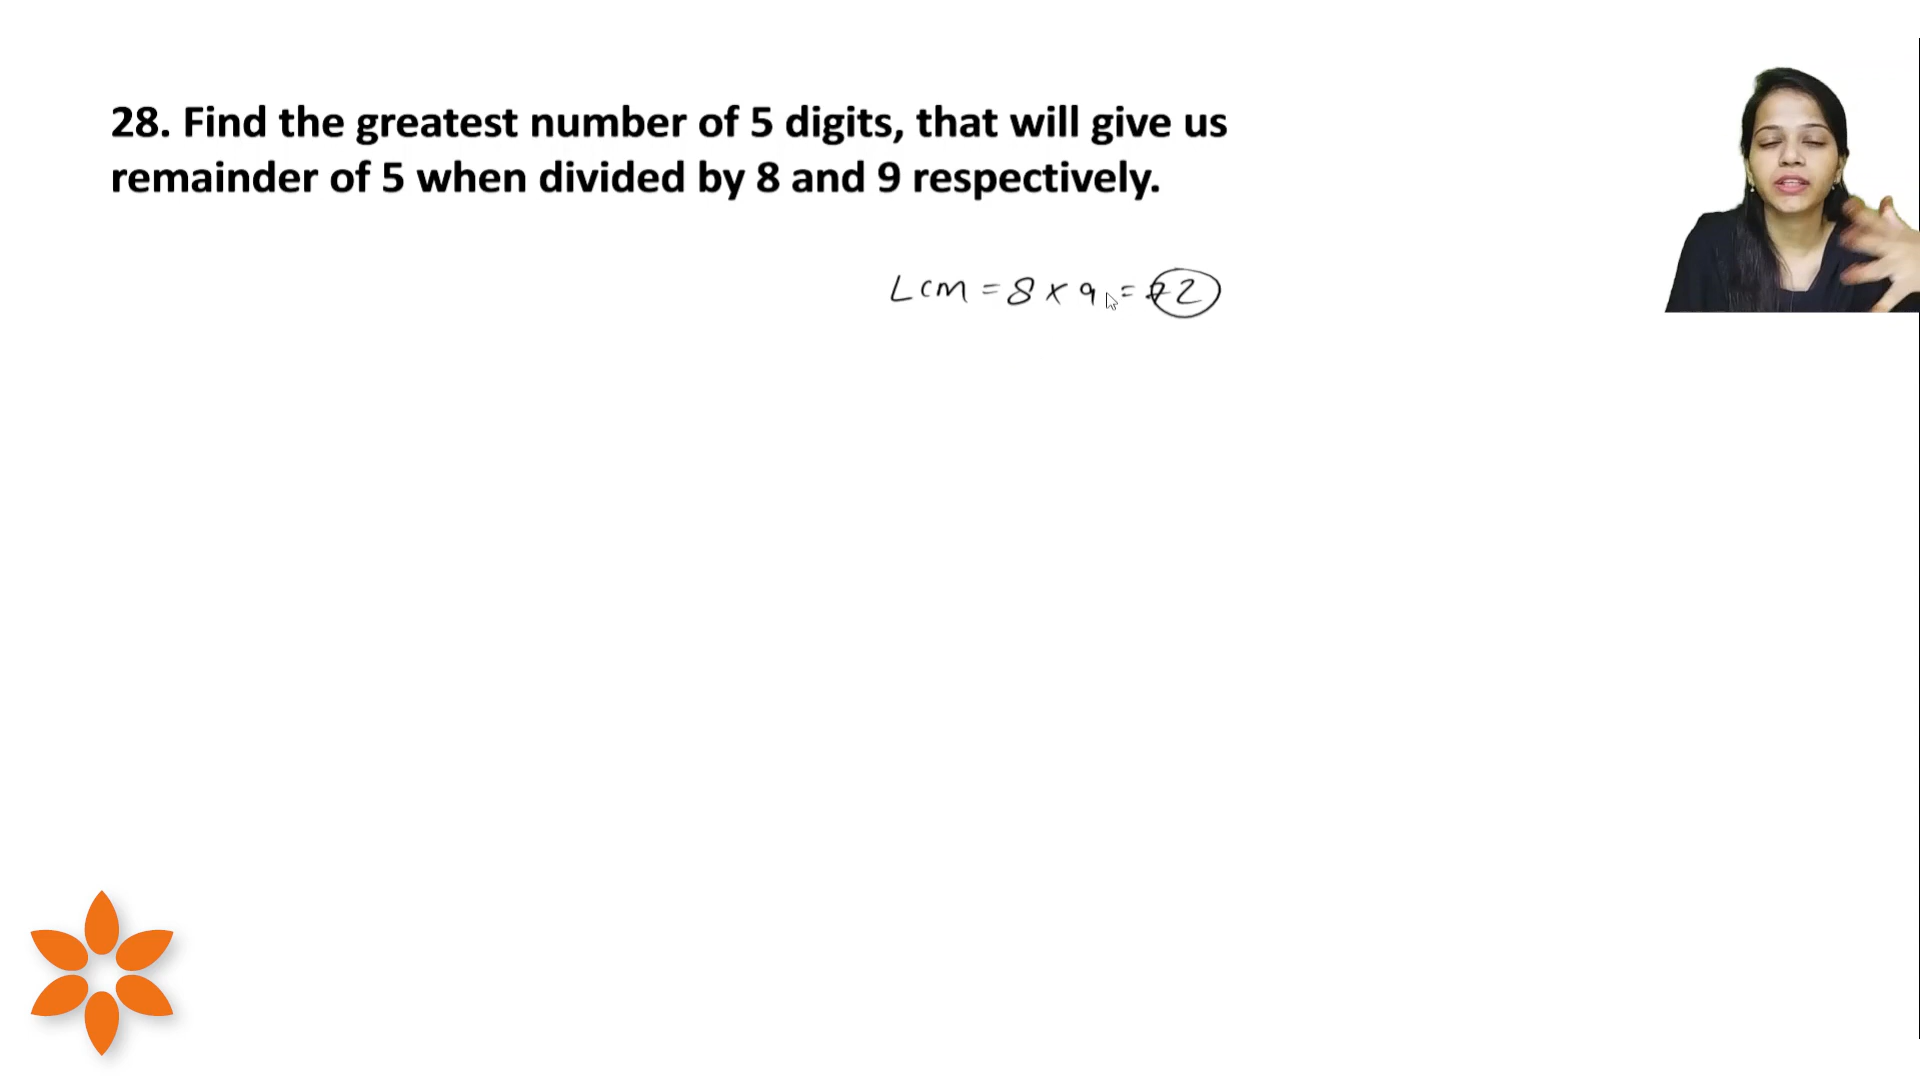 28. Find the greatest number of 5 digits, that will give us
remainder of 5 when divided by 8 and 9 respectively.
LCM = 8 × 9 = 72